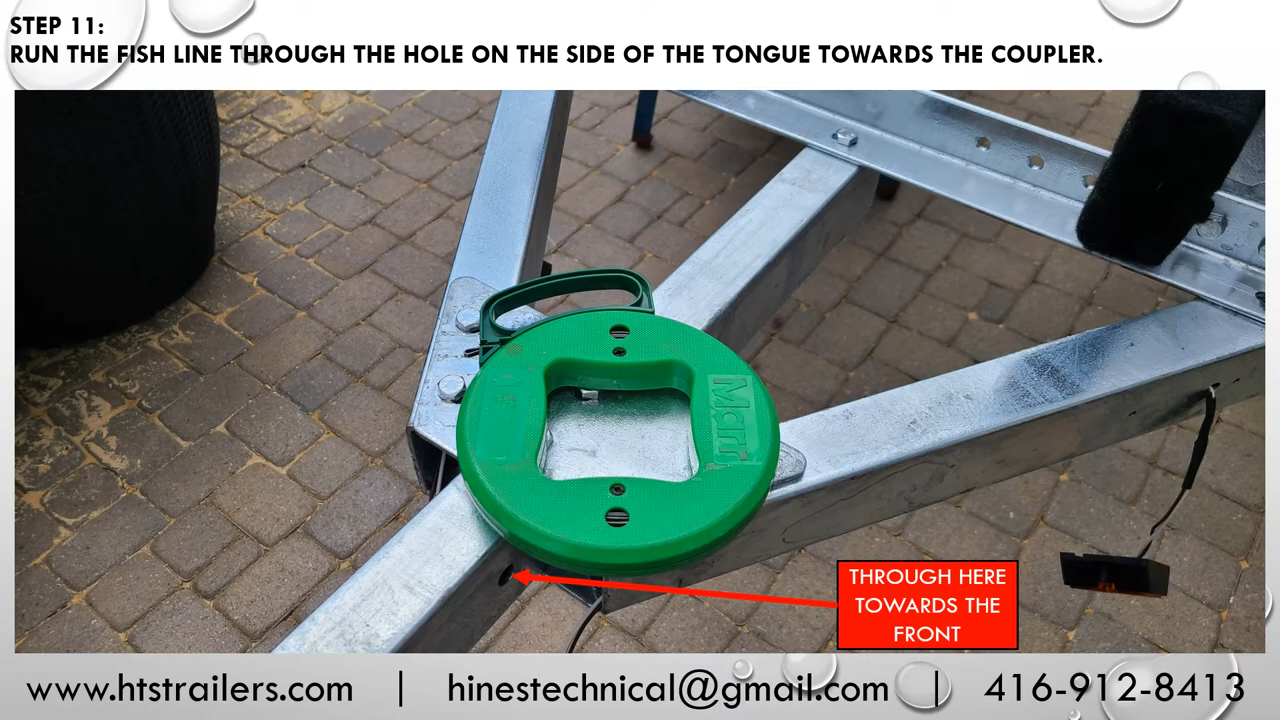 STEP 11:
RUN THE FISH LINE THROUGH THE HOLE ON THE SIDE OF THE TONGUE TOWARDS THE COUPLER.
Marr
THROUGH HERE
TOWARDS THE
FRONT
www.htstrailers.com | hinestechnical@gmail.com | 416-912-8413